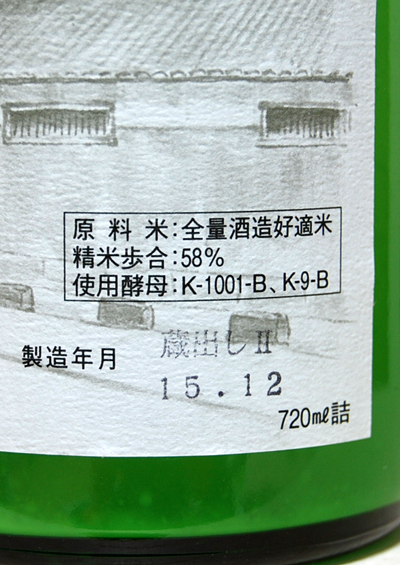 原料米：全量酒造好適米
精米歩合：58%
使用酵母：K-1001-B、K-9-B
蔵出しⅡ
製造年月 15.12
720㎖詰